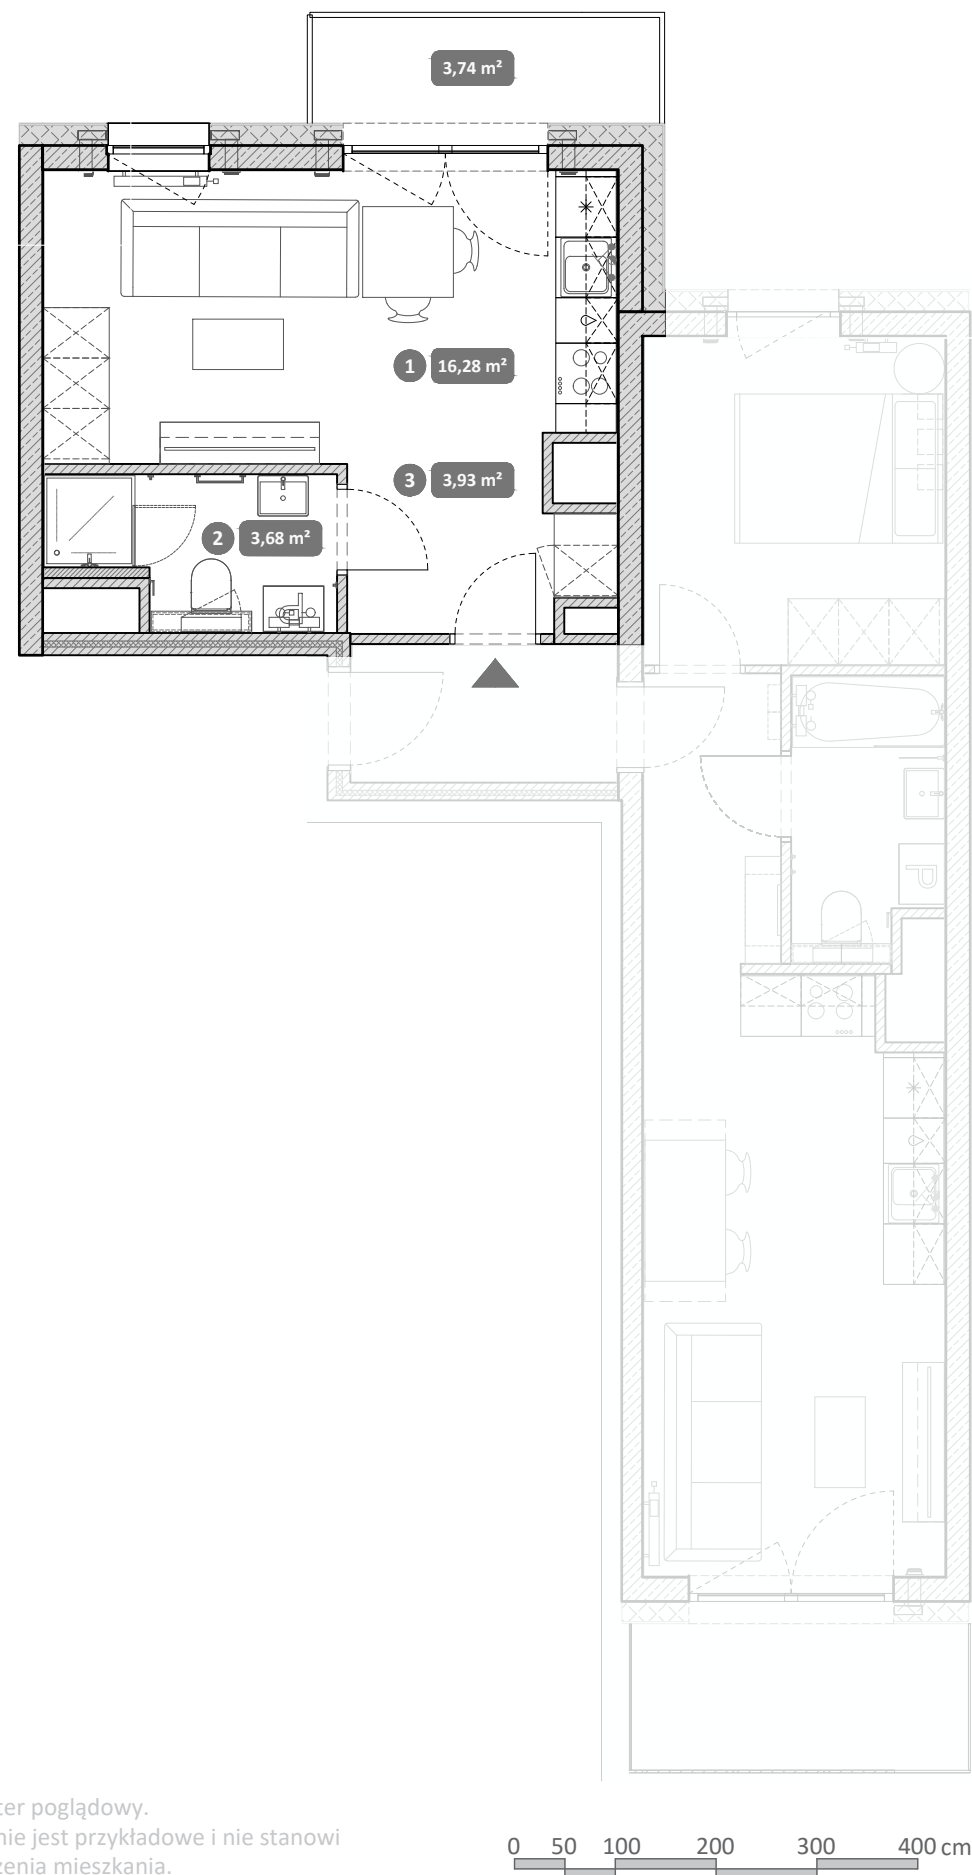 3,74 m²
1 16,28 m²
3 3,93 m²
2 3,68 m²
P
poglądowy.
nie jest przykładowe i nie stanowi
mieszkania.
0 50 100 200 300 400 cm